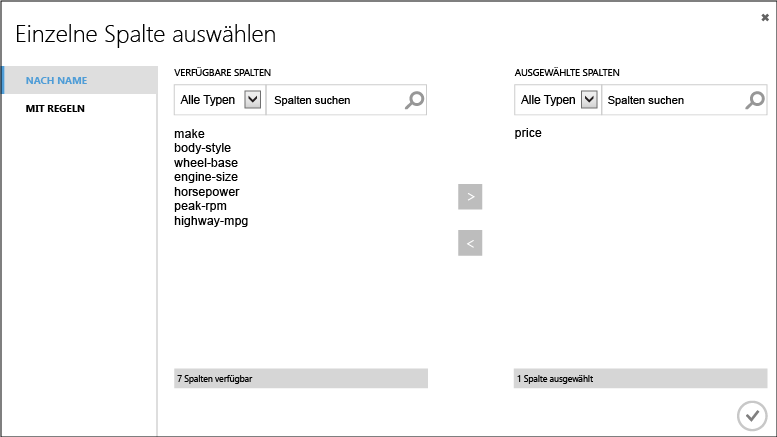 Einzelne Spalte auswählen
NACH NAME
MIT REGELN
VERFÜGBARE SPALTEN
Alle Typen
Spalten suchen
make
body-style
wheel-base
engine-size
horsepower
peak-rpm
highway-mpg
7 Spalten verfügbar
>
<
AUSGEWÄHLTE SPALTEN
Alle Typen
Spalten suchen
price
1 Spalte ausgewählt